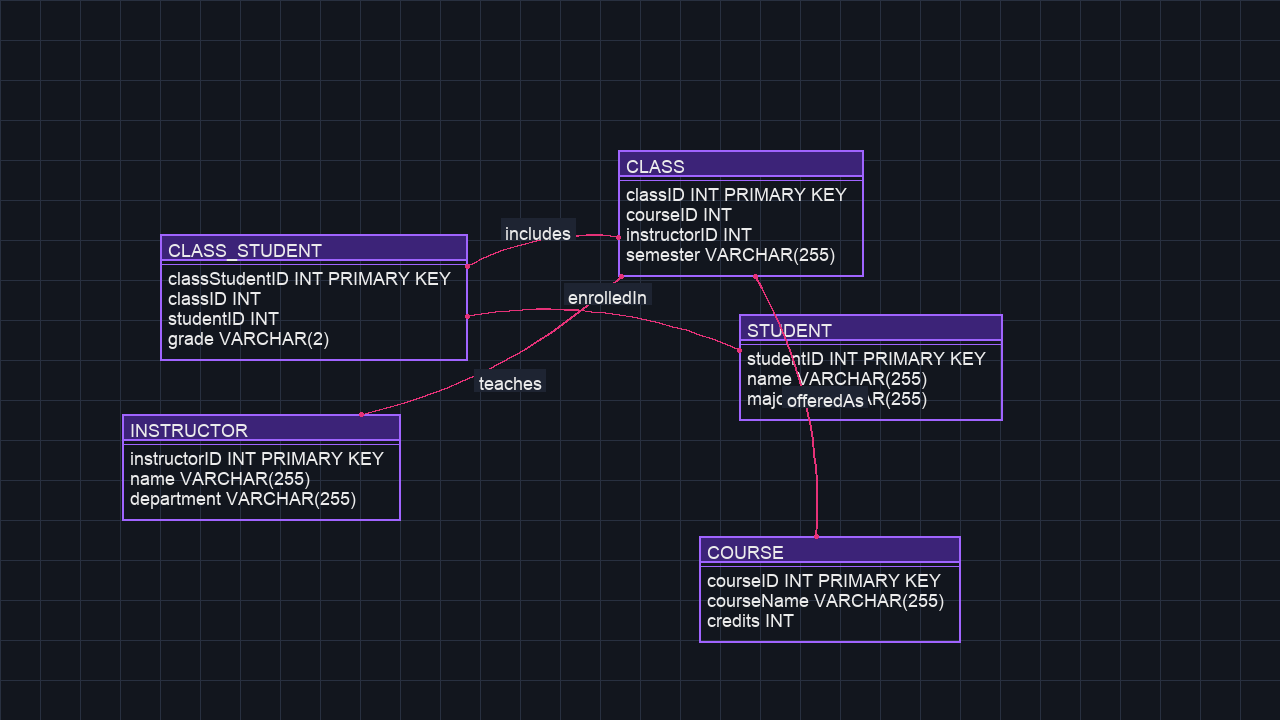 CLASS
classID INT PRIMARY KEY
courseID INT
instructorID INT
semester VARCHAR(255)
includes
CLASS_STUDENT
classStudentID INT PRIMARY KEY
classID INT
studentID INT
grade VARCHAR(2)
enrolledIn
STUDENT
studentID INT PRIMARY KEY
name VARCHAR(255)
offeredAs
teaches
INSTRUCTOR
instructorID INT PRIMARY KEY
name VARCHAR(255)
department VARCHAR(255)
COURSE
courseID INT PRIMARY KEY
courseName VARCHAR(255)
credits INT